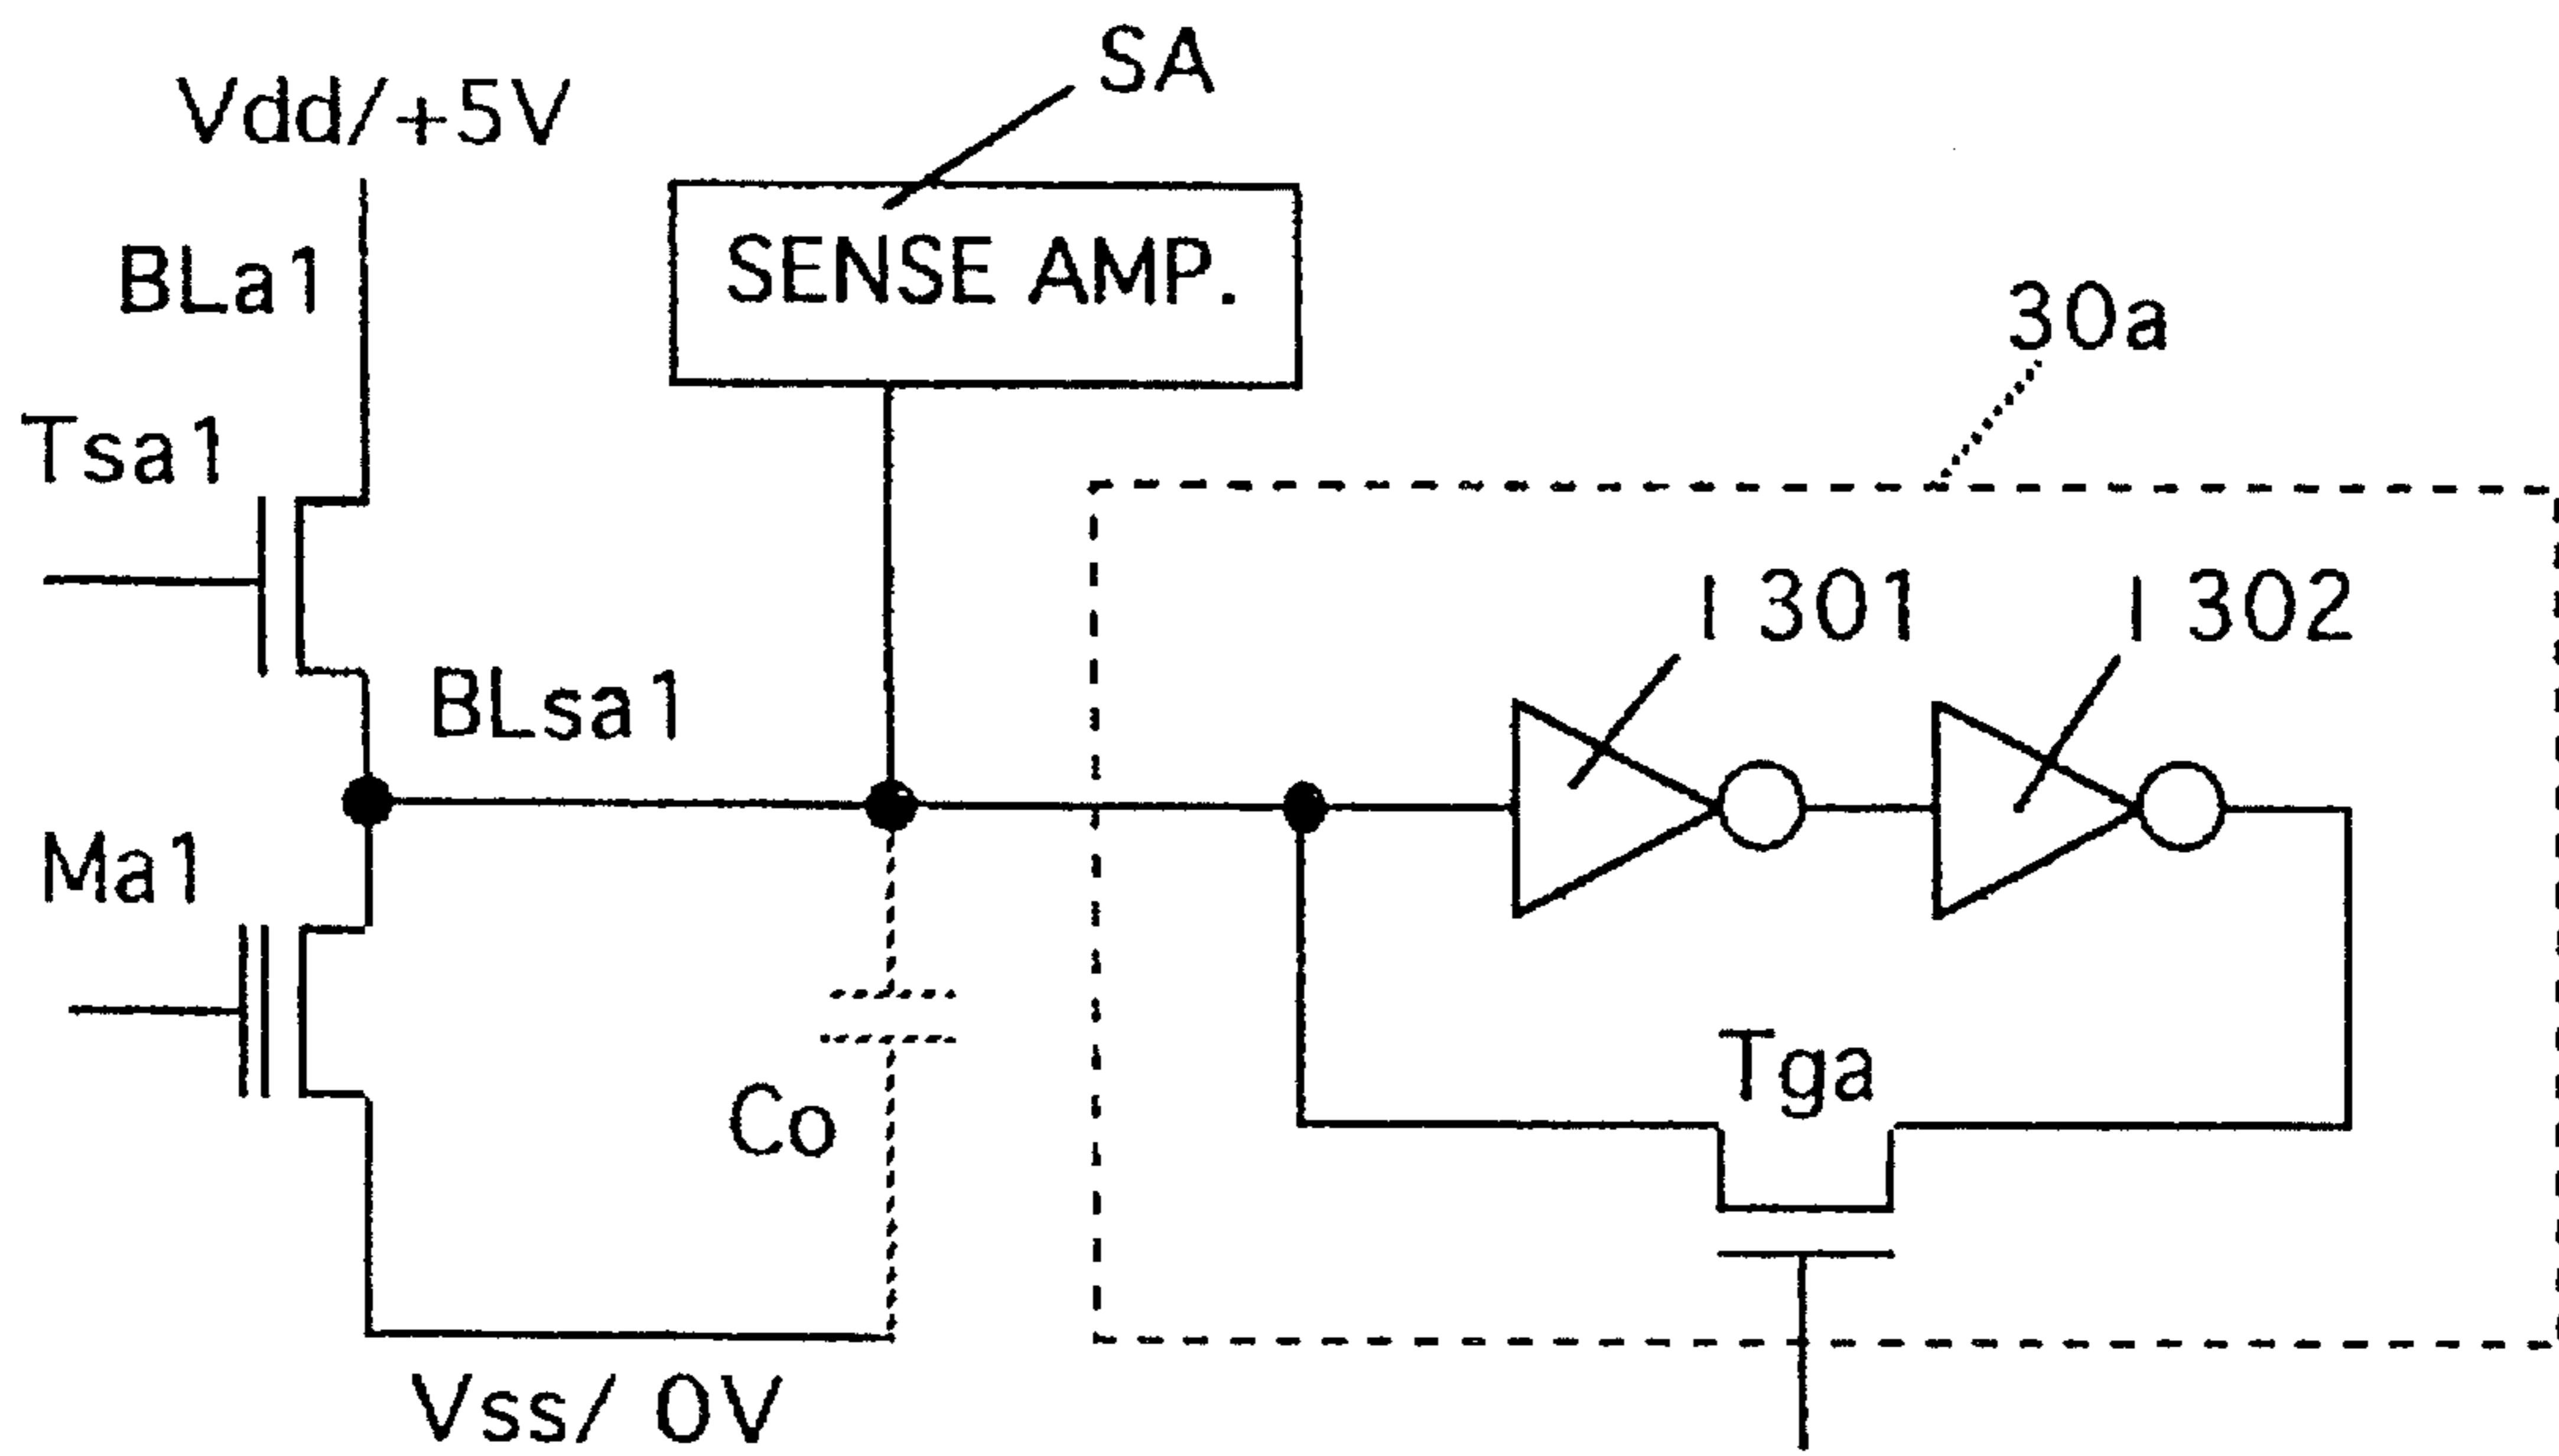 SA
Vdd/+5V
BLa1
SENSE AMP.
30a
Tsa1
I 301
I 302
BLsa1
Ma1
Tga
Co
Vss/ 0V